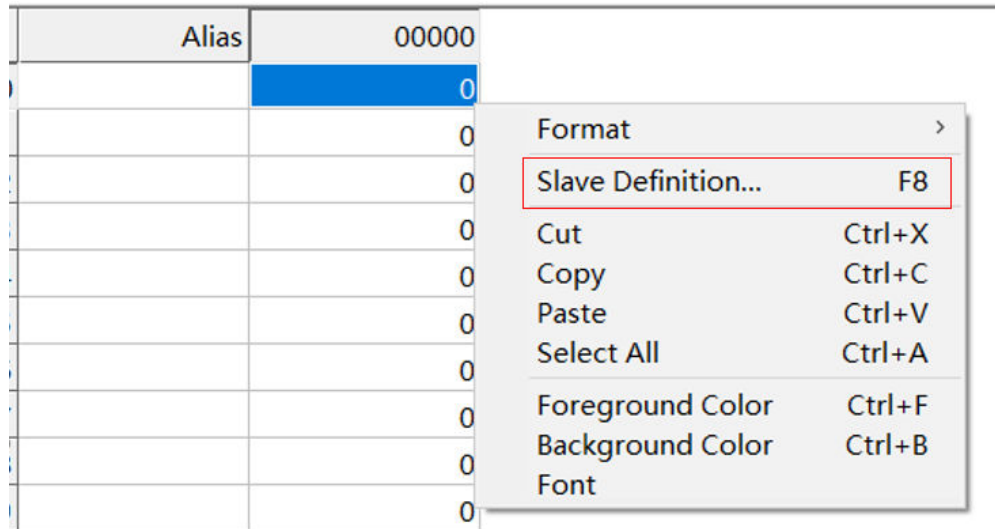 Alias 00000
0
0
0
0
0
0
0
0
0
0
Format >
Slave Definition... F8
Cut Ctrl+X
Copy Ctrl+C
Paste Ctrl+V
Select All Ctrl+A
Foreground Color Ctrl+F
Background Color Ctrl+B
Font